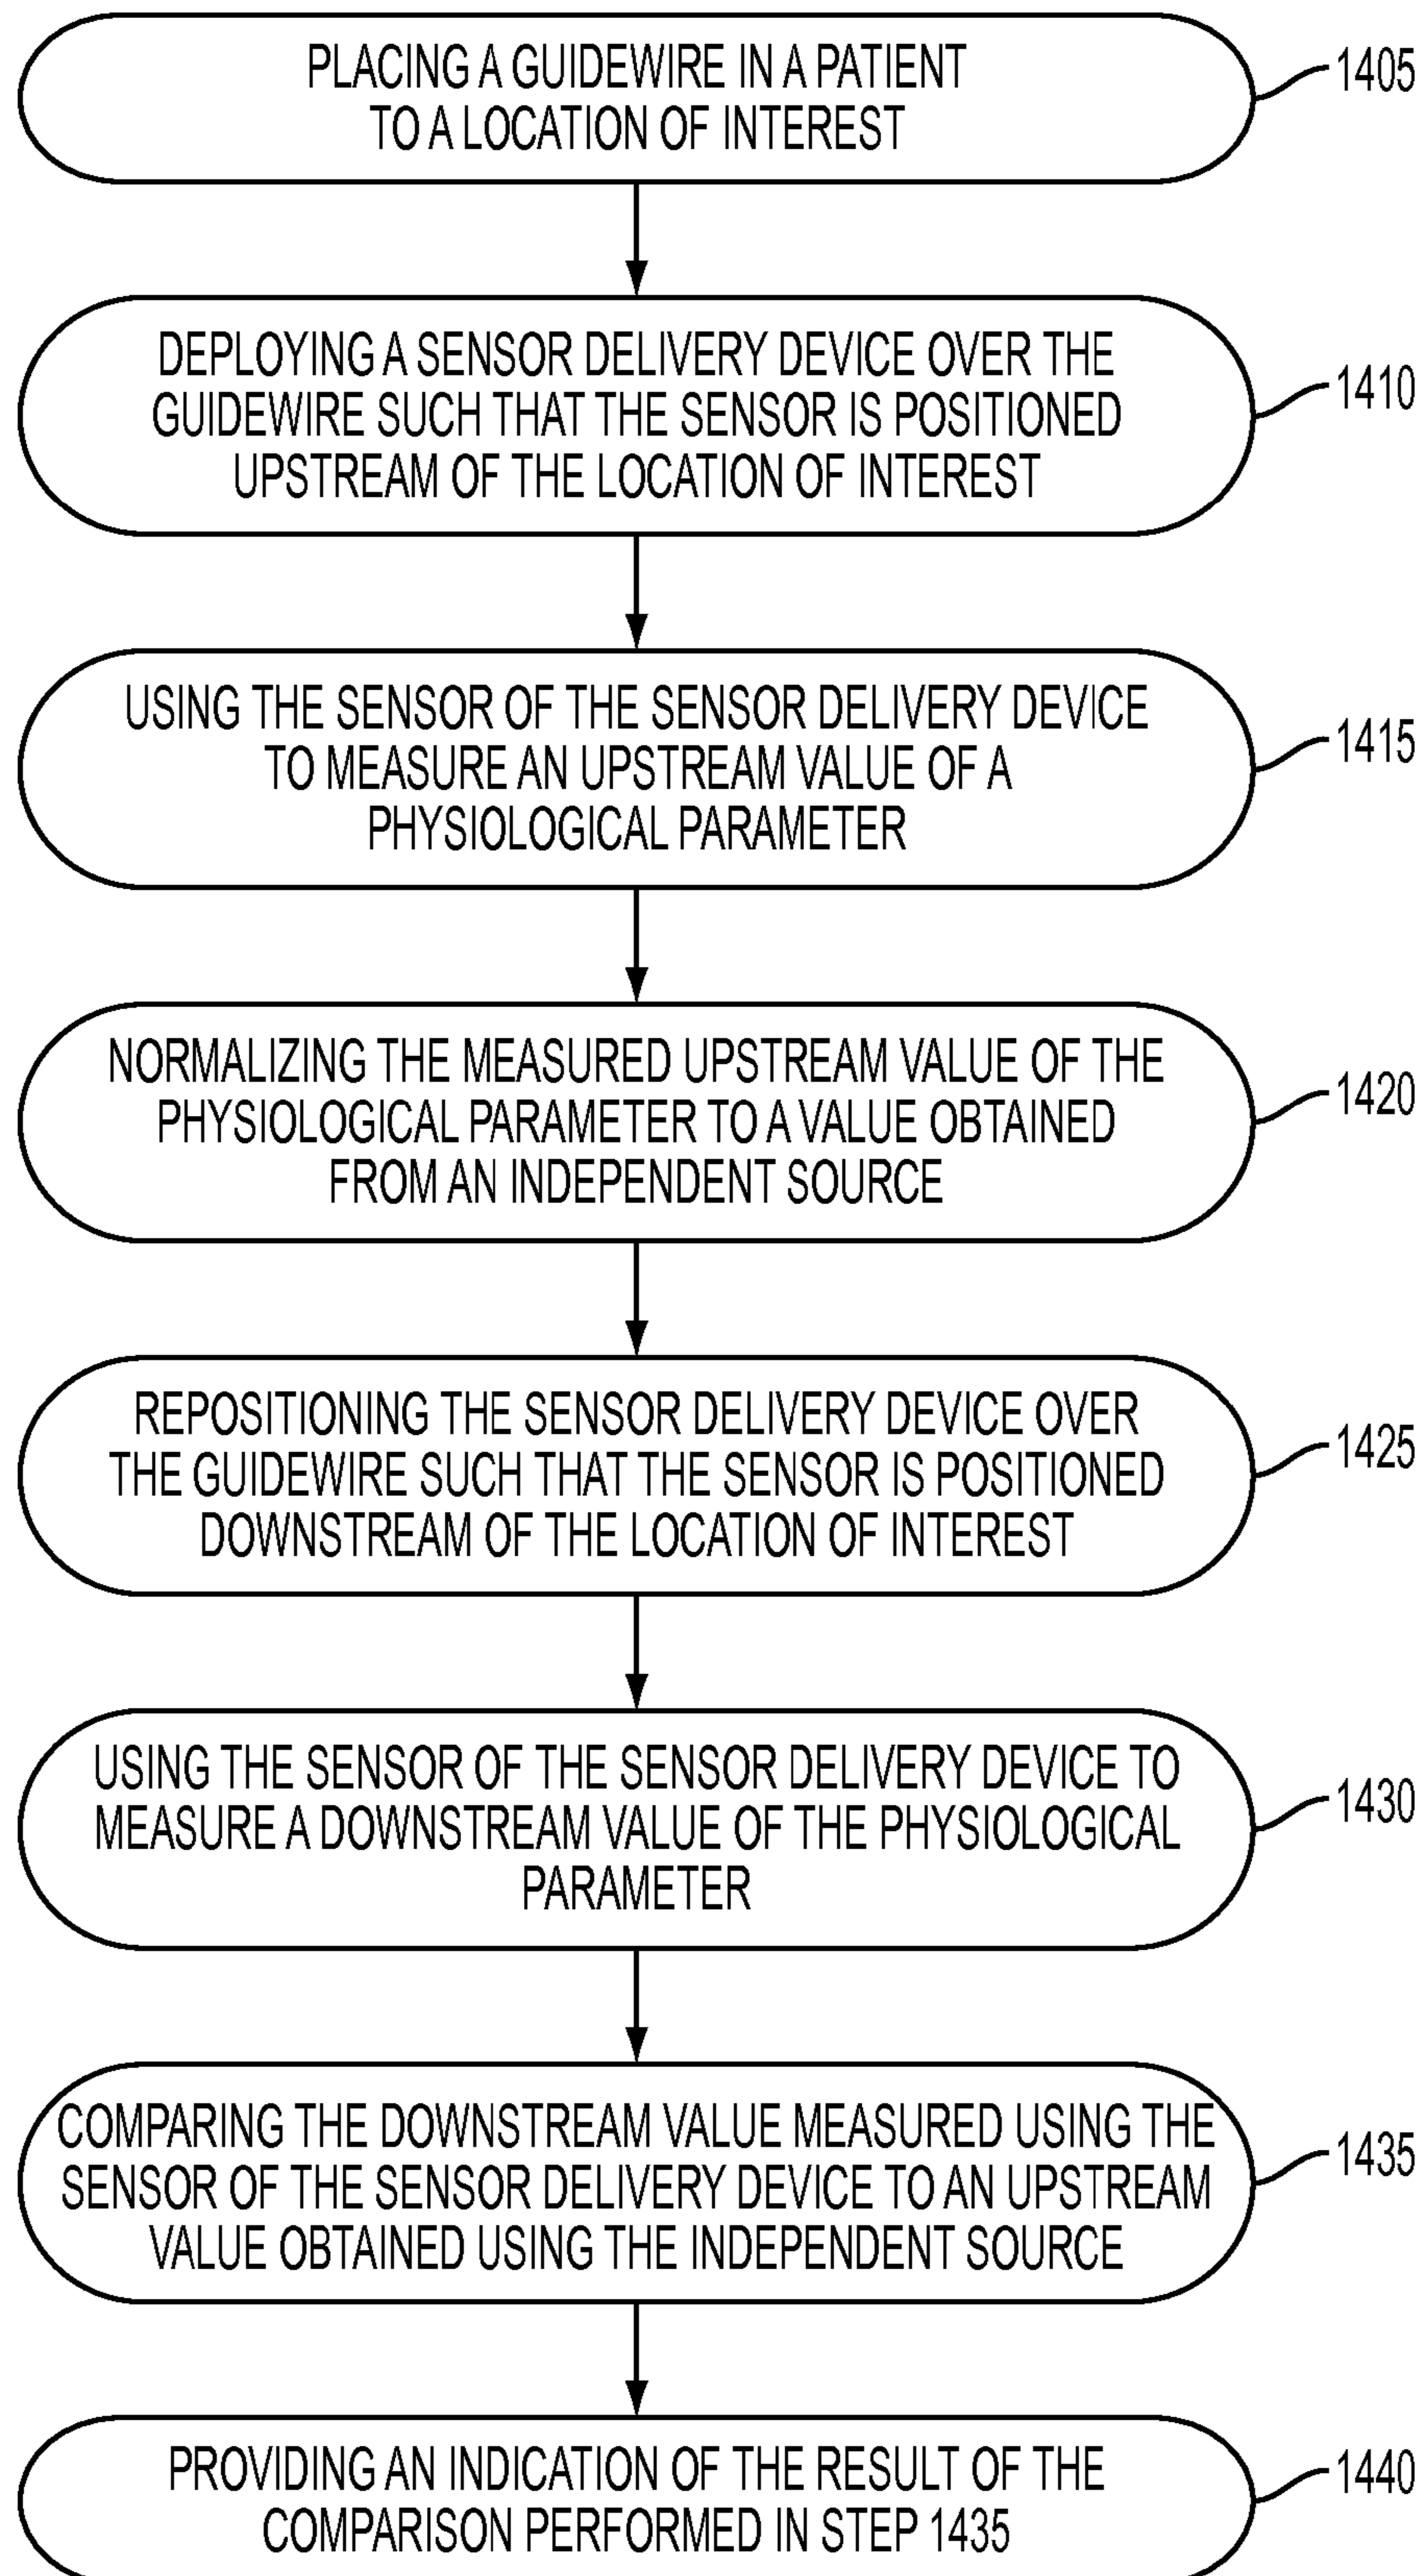 PLACING A GUIDEWIRE IN A PATIENT
TO A LOCATION OF INTEREST
1405
DEPLOYING A SENSOR DELIVERY DEVICE OVER THE
GUIDEWIRE SUCH THAT THE SENSOR IS POSITIONED
UPSTREAM OF THE LOCATION OF INTEREST
1410
USING THE SENSOR OF THE SENSOR DELIVERY DEVICE
TO MEASURE AN UPSTREAM VALUE OF A
PHYSIOLOGICAL PARAMETER
1415
NORMALIZING THE MEASURED UPSTREAM VALUE OF THE
PHYSIOLOGICAL PARAMETER TO A VALUE OBTAINED
FROM AN INDEPENDENT SOURCE
1420
REPOSITIONING THE SENSOR DELIVERY DEVICE OVER
THE GUIDEWIRE SUCH THAT THE SENSOR IS POSITIONED
DOWNSTREAM OF THE LOCATION OF INTEREST
1425
USING THE SENSOR OF THE SENSOR DELIVERY DEVICE TO
MEASURE A DOWNSTREAM VALUE OF THE PHYSIOLOGICAL
PARAMETER
1430
COMPARING THE DOWNSTREAM VALUE MEASURED USING THE
SENSOR OF THE SENSOR DELIVERY DEVICE TO AN UPSTREAM
VALUE OBTAINED USING THE INDEPENDENT SOURCE
1435
PROVIDING AN INDICATION OF THE RESULT OF THE
COMPARISON PERFORMED IN STEP 1435
1440